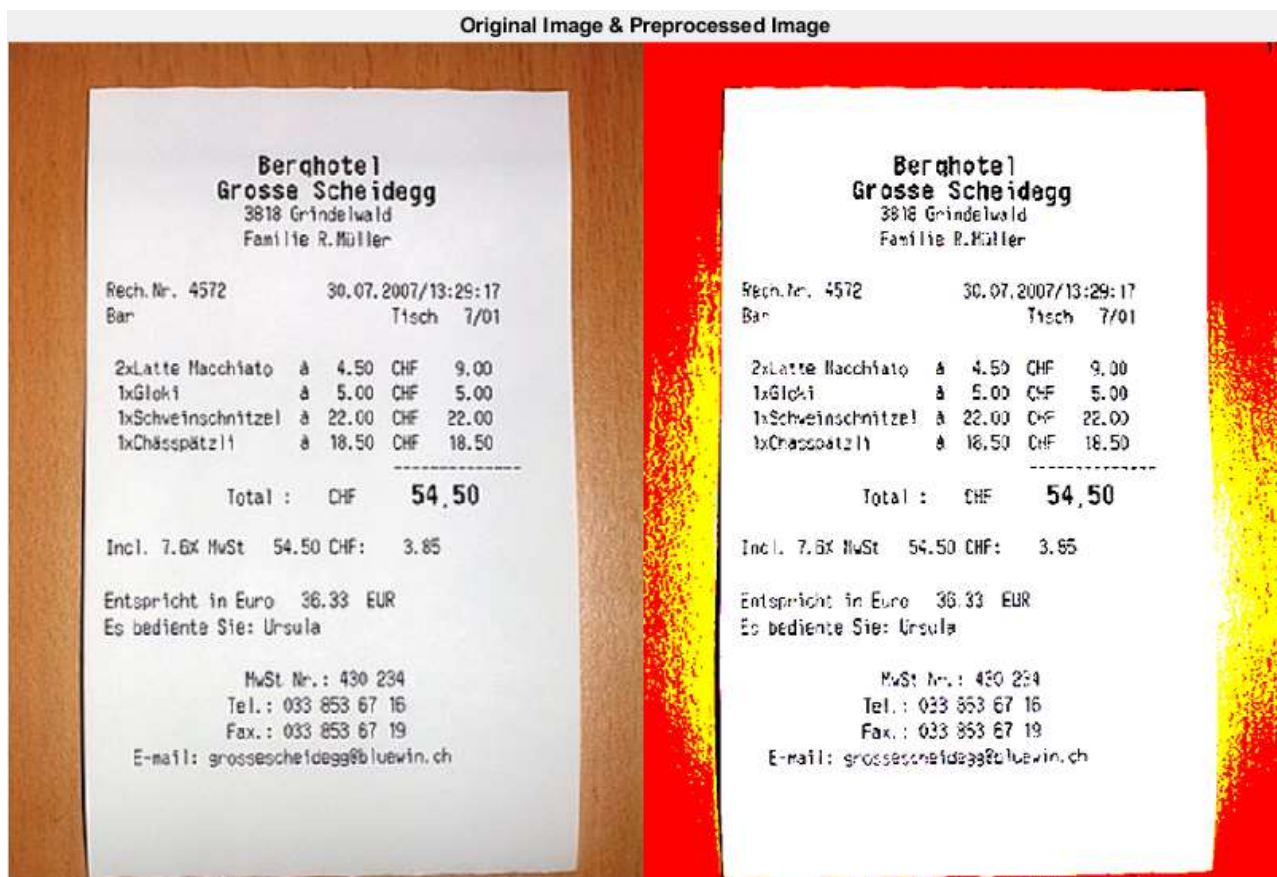 Original Image & Preprocessed Image
Berghotel
Grosse Scheidegg
3818 Grindelwald
Familie R.Müller
Rech.Nr. 4572 30.07.2007/13:29:17
Bar Tisch 7/01
2xLatte Macchiato à 4.50 CHF 9.00
1xGloki à 5.00 CHF 5.00
1xSchweinschnitzel à 22.00 CHF 22.00
1xChässpätzli à 18.50 CHF 18.50
Total : CHF 54.50
Incl. 7.6% MwSt 54.50 CHF: 3.85
Entspricht in Euro 36.33 EUR
Es bediente Sie: Ursula
MwSt Nr.: 430 234
Tel.: 033 853 67 16
Fax.: 033 853 67 19
E-mail: grossescheidegg@bluewin.ch
Berghotel
Grosse Scheidegg
3818 Grindelwald
Familie R.Müller
Rech.Nr. 4572 30.07.2007/13:29:17
Bar Tisch 7/01
2xLatte Macchiato à 4.50 CHF 9.00
1xGloki à 5.00 CHF 5.00
1xSchweinschnitzel à 22.00 CHF 22.00
1xChasspatzli à 18.50 CHF 18.50
Total : CHF 54.50
Incl. 7.6% MwSt 54.50 CHF: 3.85
Entspricht in Euro 36.33 EUR
Es bediente Sie: Ursula
MwSt Nr.: 430 234
Tel.: 033 853 67 16
Fax.: 033 853 67 19
E-mail: grossescheidegg@bluewin.ch